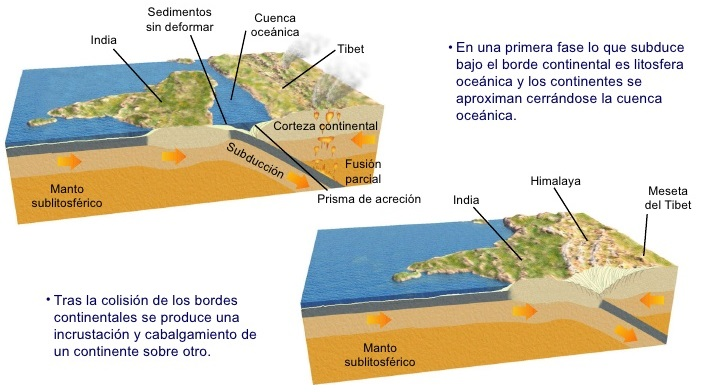 Sedimentos
sin deformar
Cuenca
oceánica
India
Tibet
Corteza continental
Subducción
Fusión
parcial
Manto
sublitosférico
Prisma de acreción
• En una primera fase lo que subduce
bajo el borde continental es litosfera
oceánica y los continentes se
aproximan cerrándose la cuenca
oceánica.
Himalaya
India
Meseta
del Tibet
Manto
sublitosférico
• Tras la colisión de los bordes
continentales se produce una
incrustación y cabalgamiento de
un continente sobre otro.